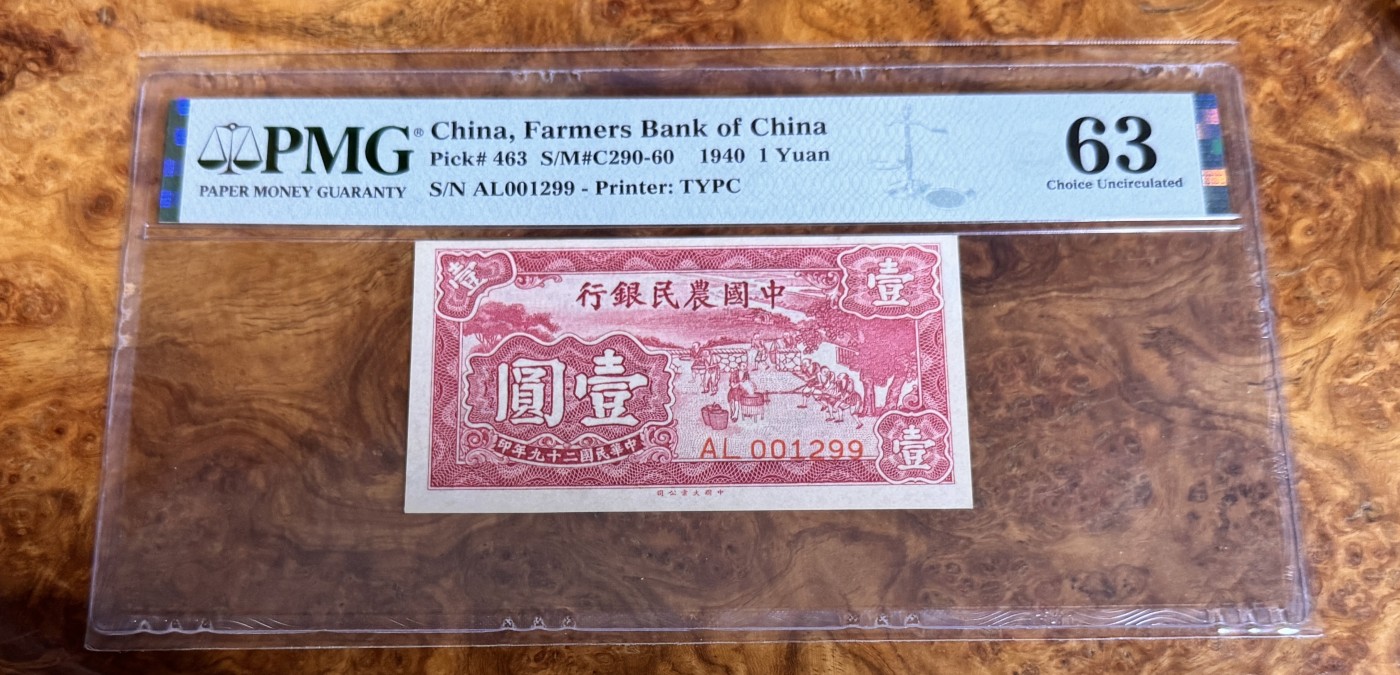 PMG®
PAPER MONEY GUARANTY
China, Farmers Bank of China
Pick# 463 S/M#C290-60 1940 1 Yuan
S/N AL001299 - Printer: TYPC
63
Choice Uncirculated
壹
壹
中國農民銀行
壹圓
中華民國二十九年印
AL 001299
壹